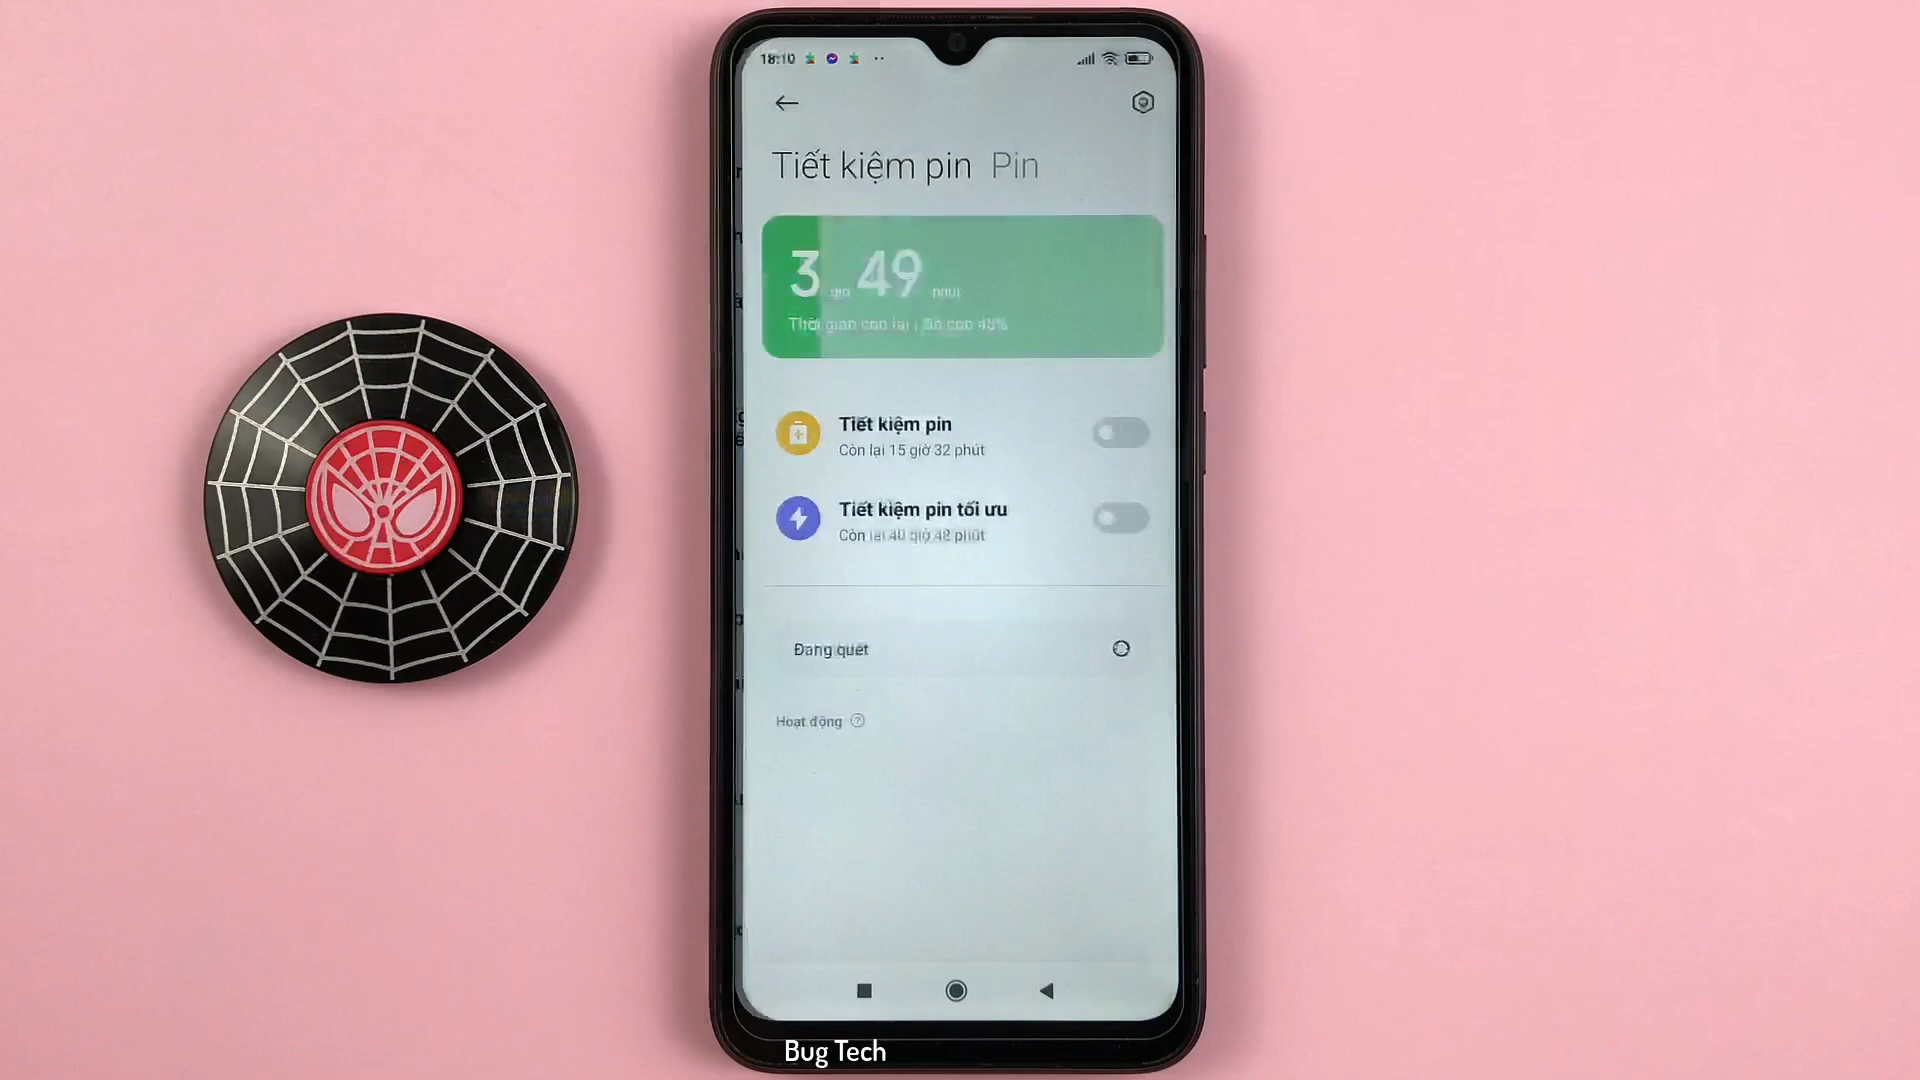 18:10
Tiết kiệm pin Pin
3 giờ 49 phút
Thời gian còn lại | Pin còn 48%
Tiết kiệm pin
Còn lại 15 giờ 32 phút
Tiết kiệm pin tối ưu
Còn lại 40 giờ 48 phút
Đang quét
Hoạt động
Bug Tech